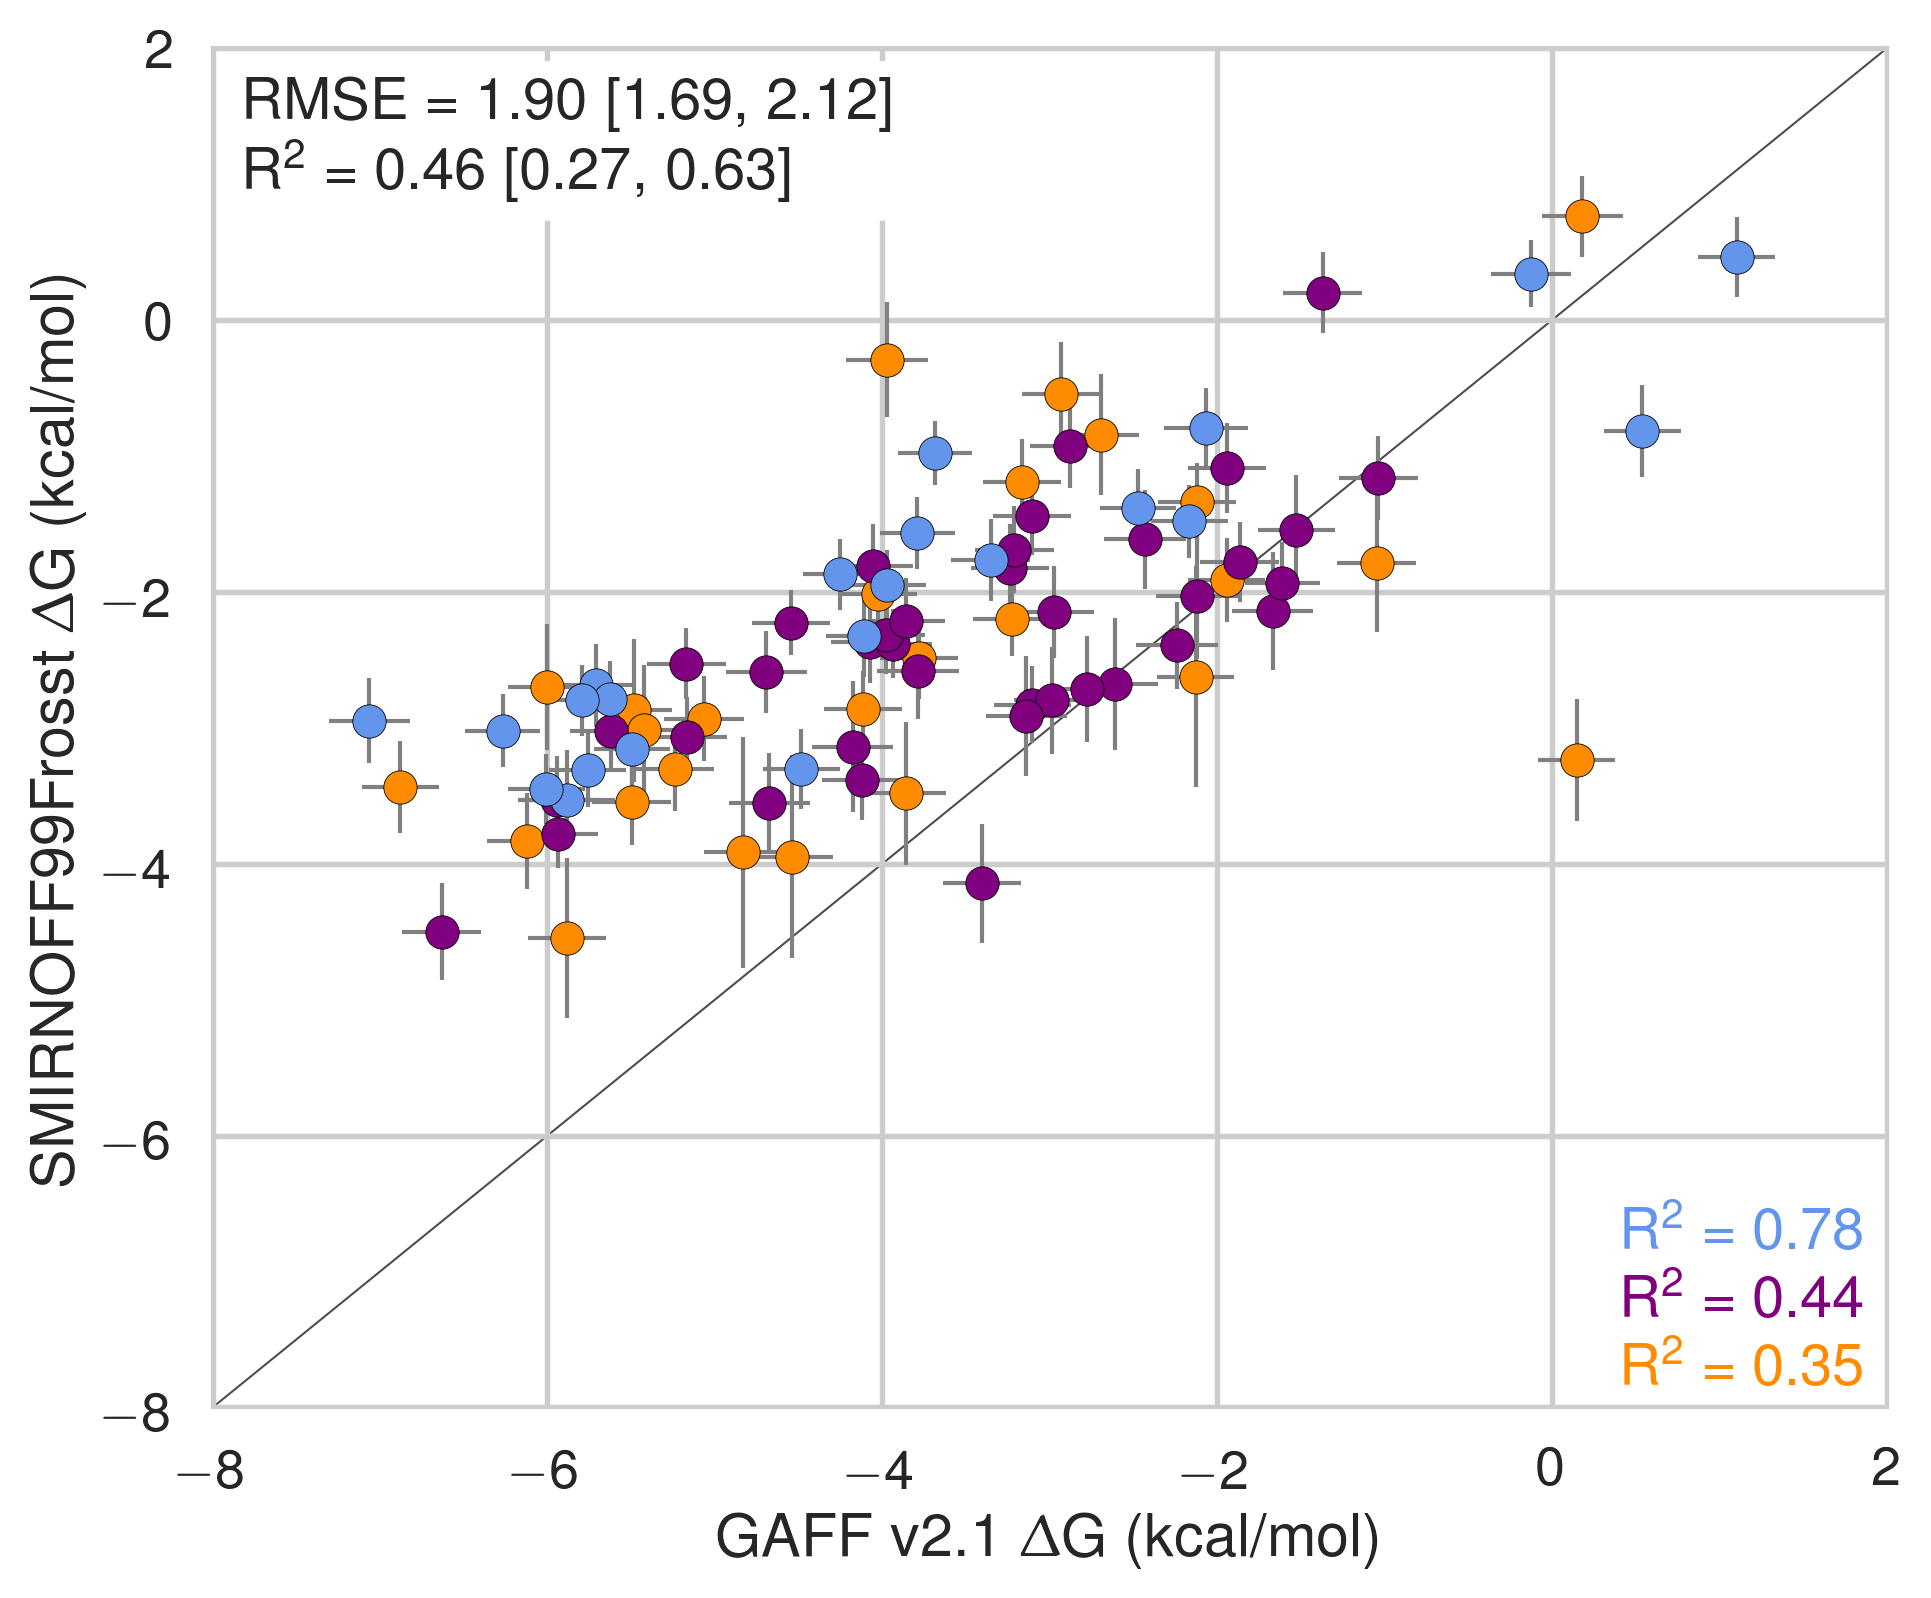 RMSE = 1.90 [1.69, 2.12]
R² = 0.46 [0.27, 0.63]
2
0
−2
−4
−6
−8
SMIRNOFF99Frosst ΔG (kcal/mol)
R² = 0.78
R² = 0.44
R² = 0.35
−8 −6 −4 −2 0 2
GAFF v2.1 ΔG (kcal/mol)